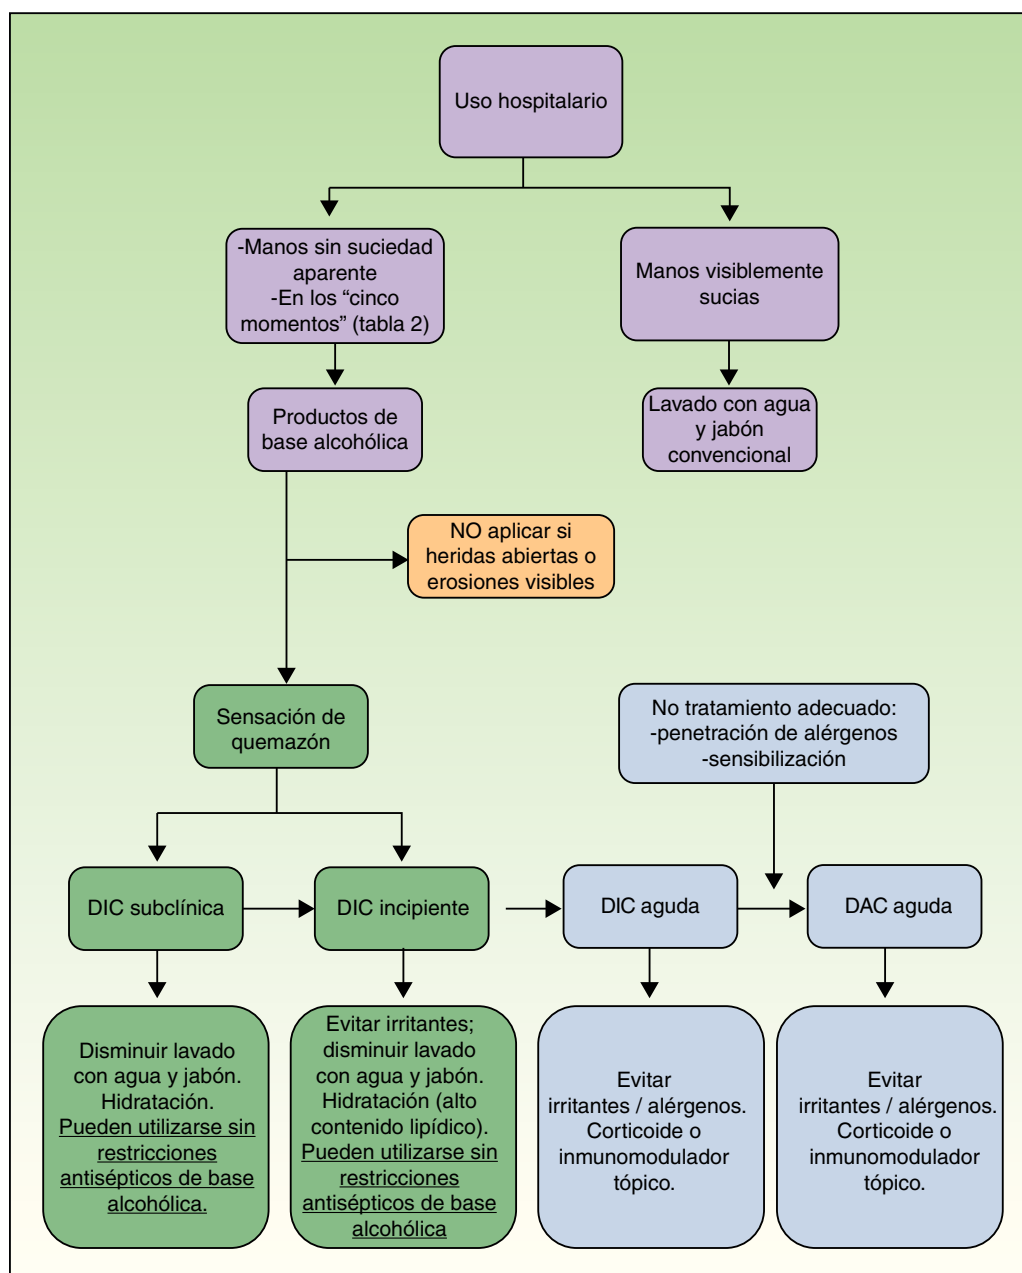 Uso hospitalario
-Manos sin suciedad
aparente
-En los “cinco
momentos” (tabla 2)
Manos visiblemente
sucias
Productos de
base alcohólica
Lavado con agua
y jabón
convencional
NO aplicar si
heridas abiertas o
erosiones visibles
Sensación de
quemazón
No tratamiento adecuado:
-penetración de alérgenos
-sensibilización
DIC subclínica
DIC incipiente
DIC aguda
DAC aguda
Disminuir lavado
con agua y jabón.
Hidratación.
Pueden utilizarse sin
restricciones
antisépticos de base
alcohólica.
Evitar irritantes;
disminuir lavado
con agua y jabón.
Hidratación (alto
contenido lipídico).
Pueden utilizarse sin
restricciones
antisépticos de base
alcohólica
Evitar
irritantes / alérgenos.
Corticoide o
inmunomodulador
tópico.
Evitar
irritantes / alérgenos.
Corticoide o
inmunomodulador
tópico.